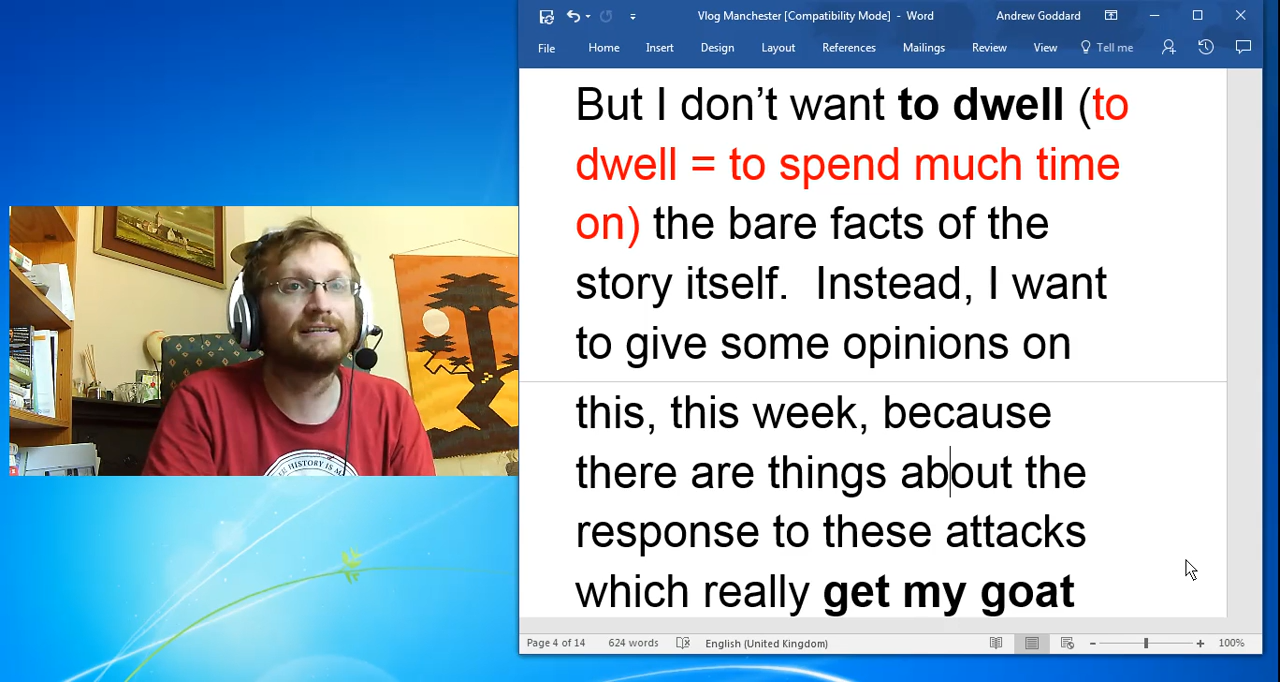 Vlog Manchester [Compatibility Mode] - Word
Andrew Goddard
File Home Insert Design Layout References Mailings Review View Tell me
But I don’t want to dwell (to
dwell = to spend much time
on) the bare facts of the
story itself.  Instead, I want
to give some opinions on
this, this week, because
there are things about the
response to these attacks
which really get my goat
HISTORY IS
Page 4 of 14 624 words English (United Kingdom) 100%